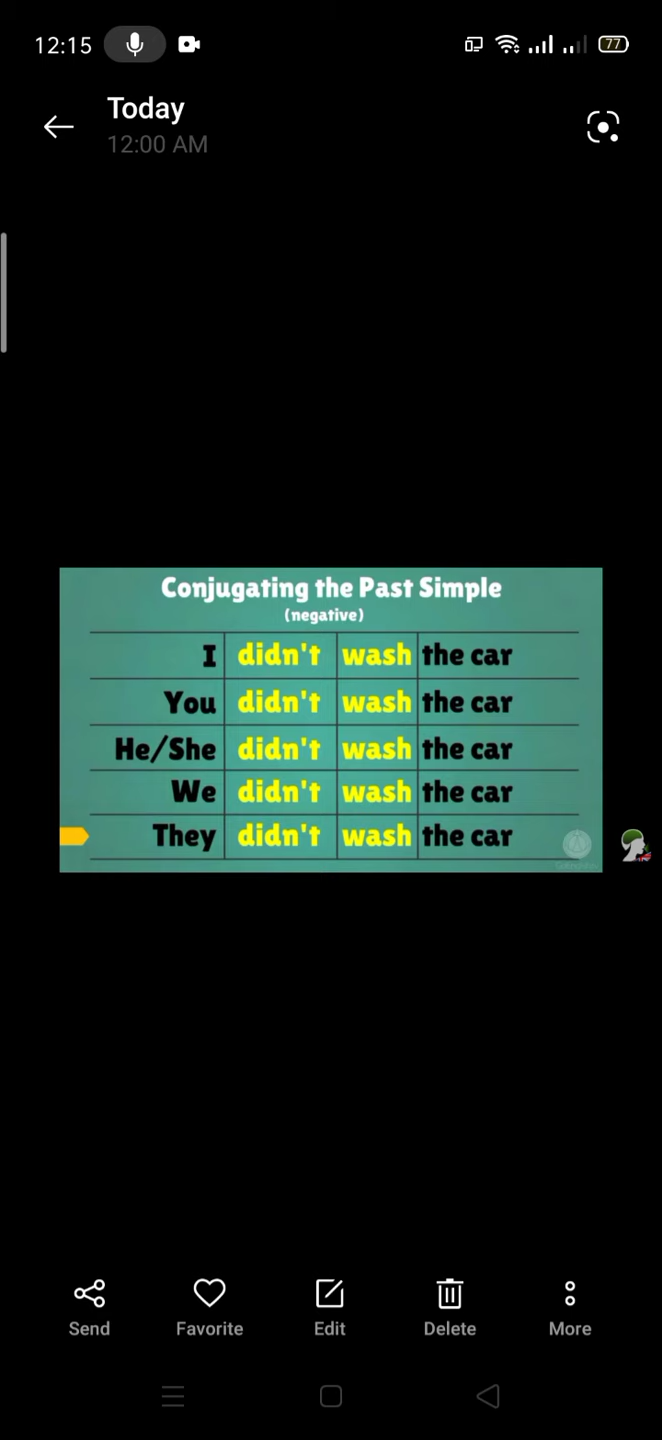 12:15
77
Today
12:00 AM
Conjugating the Past Simple
(negative)
I didn't wash the car
You didn't wash the car
He/She didn't wash the car
We didn't wash the car
They didn't wash the car
Send Favorite Edit Delete More